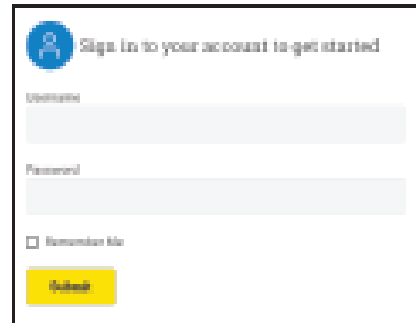 Sign in to your account to get started
Username
Password
Remember Me
Submit